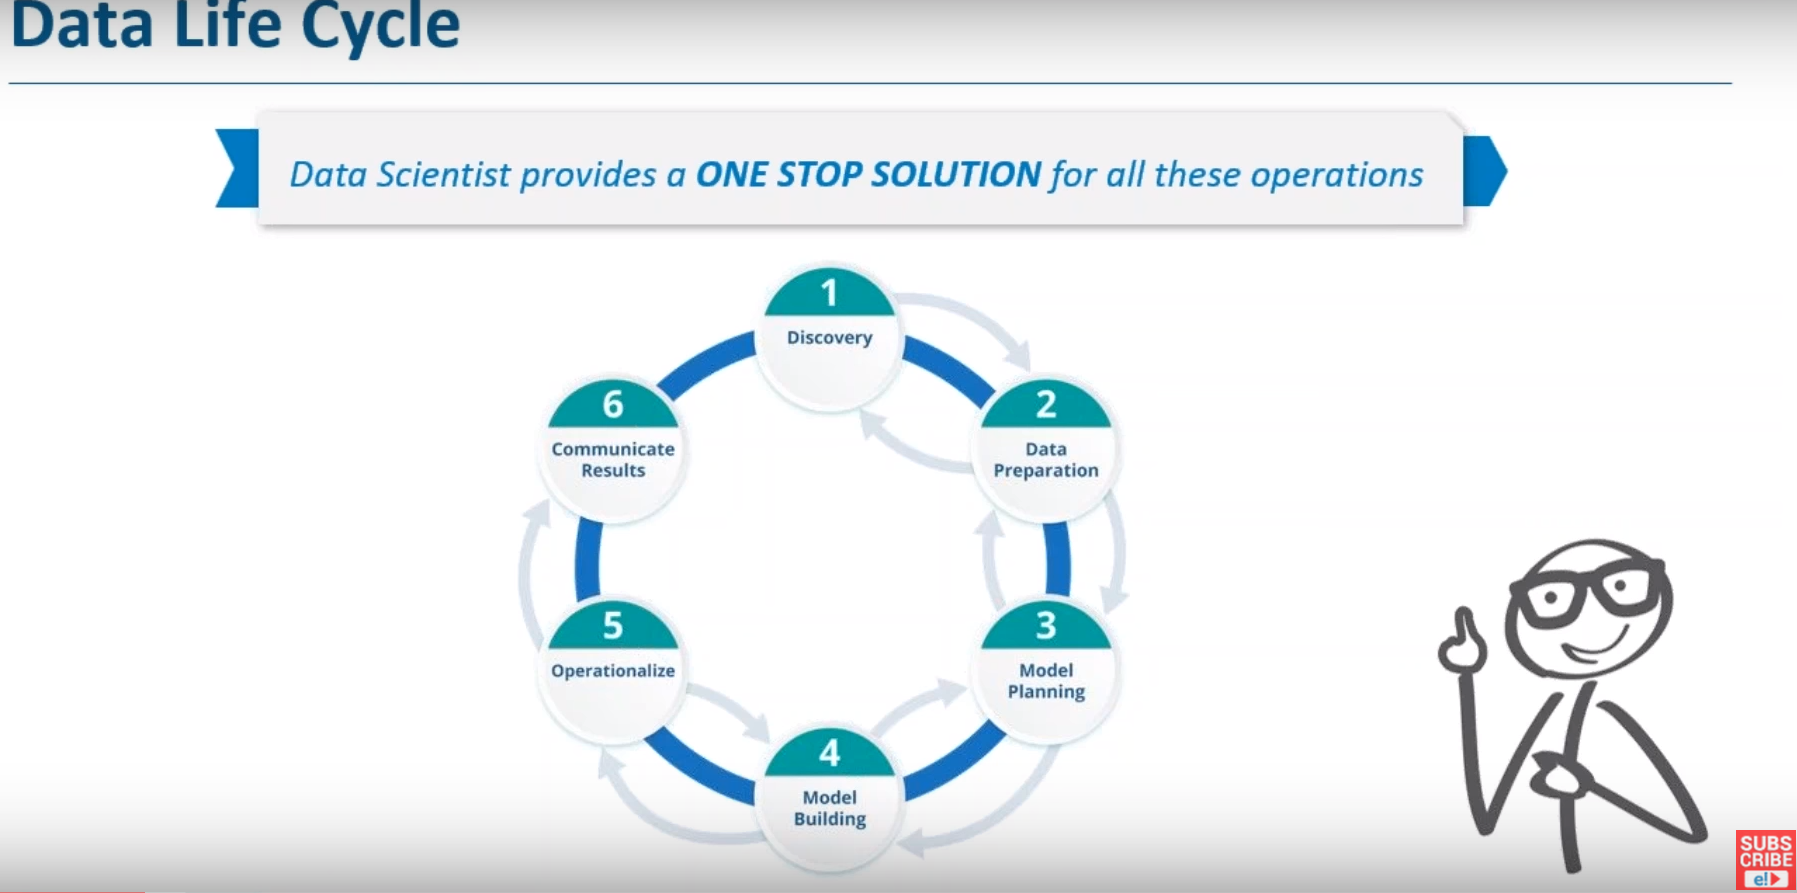 Data Life Cycle
Data Scientist provides a ONE STOP SOLUTION for all these operations
1
Discovery
2
Data
Preparation
3
Model
Planning
4
Model
Building
5
Operationalize
6
Communicate
Results
SUBS
CRIBE
e!